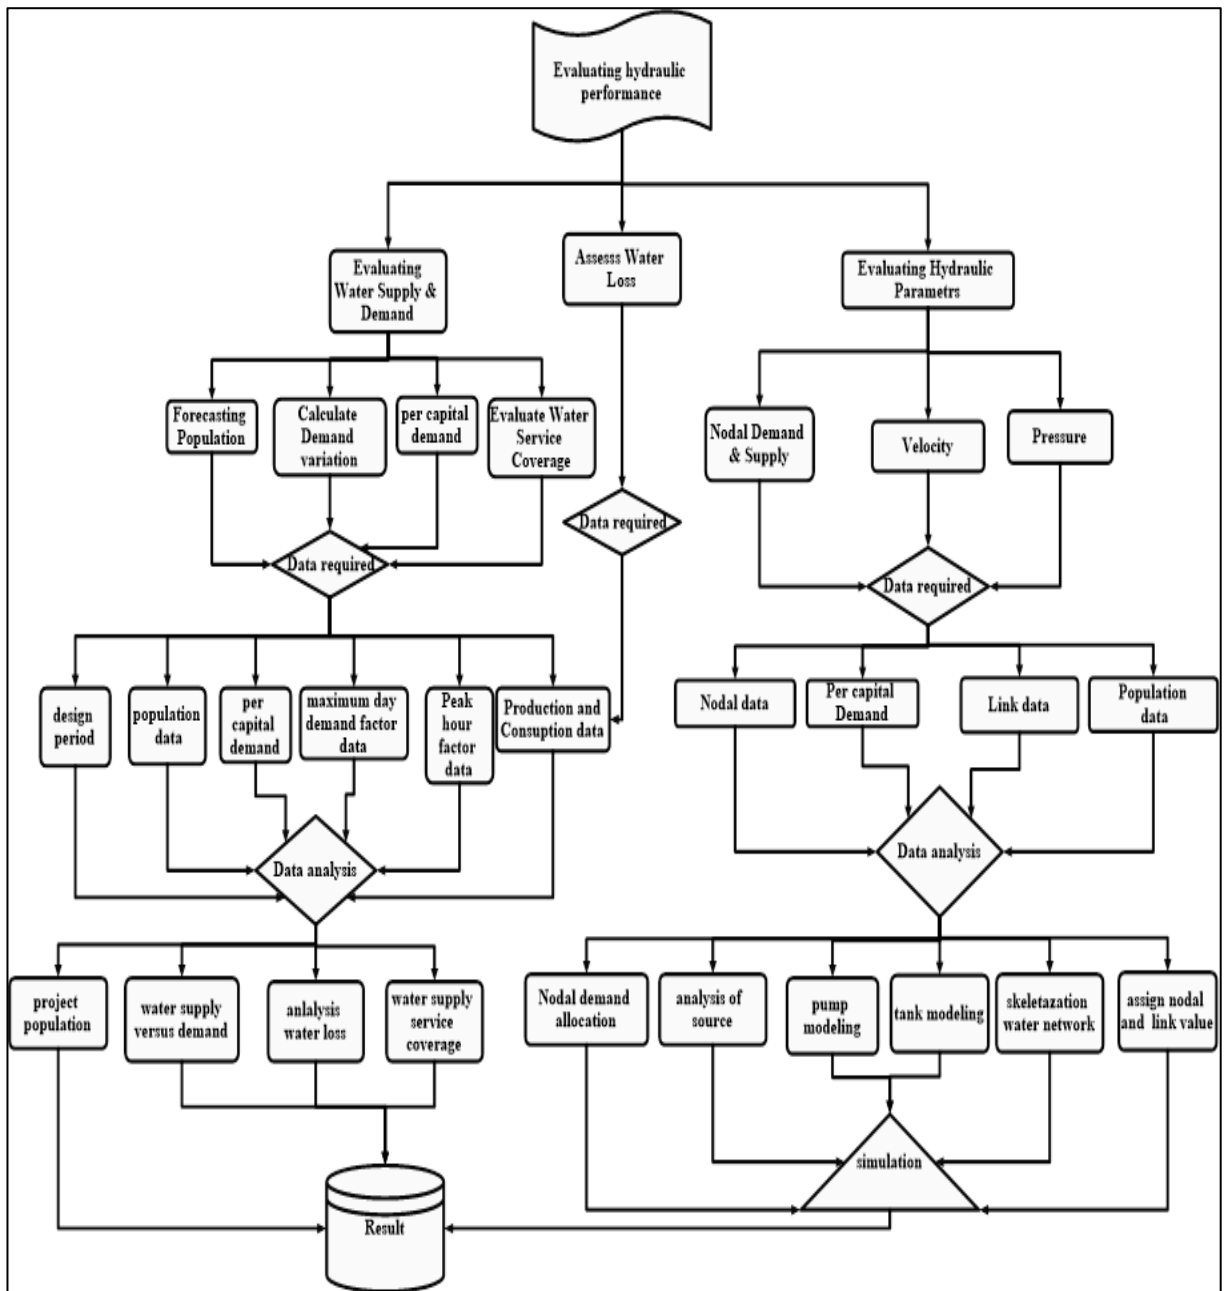 Evaluating hydraulic
performance
Evaluating
Water Supply &
Demand
Assesss Water
Loss
Evaluating Hydraulic
Parametrs
Forecasting
Population
Calculate
Demand
variation
per capital
demand
Evaluate Water
Service
Coverage
Nodal Demand
& Supply
Velocity
Pressure
Data required
Data required
Data required
design
period
population
data
per
capital
demand
maximum day
demand factor
data
Peak
hour
factor
data
Production and
Consuption data
Nodal data
Per capital
Demand
Link data
Population
data
Data analysis
Data analysis
project
population
water supply
versus demand
anlalysis
water loss
water supply
service
coverage
Nodal demand
allocation
analysis of
source
pump
modeling
tank modeling
skeletazation
water network
assign nodal
and link value
simulation
Result